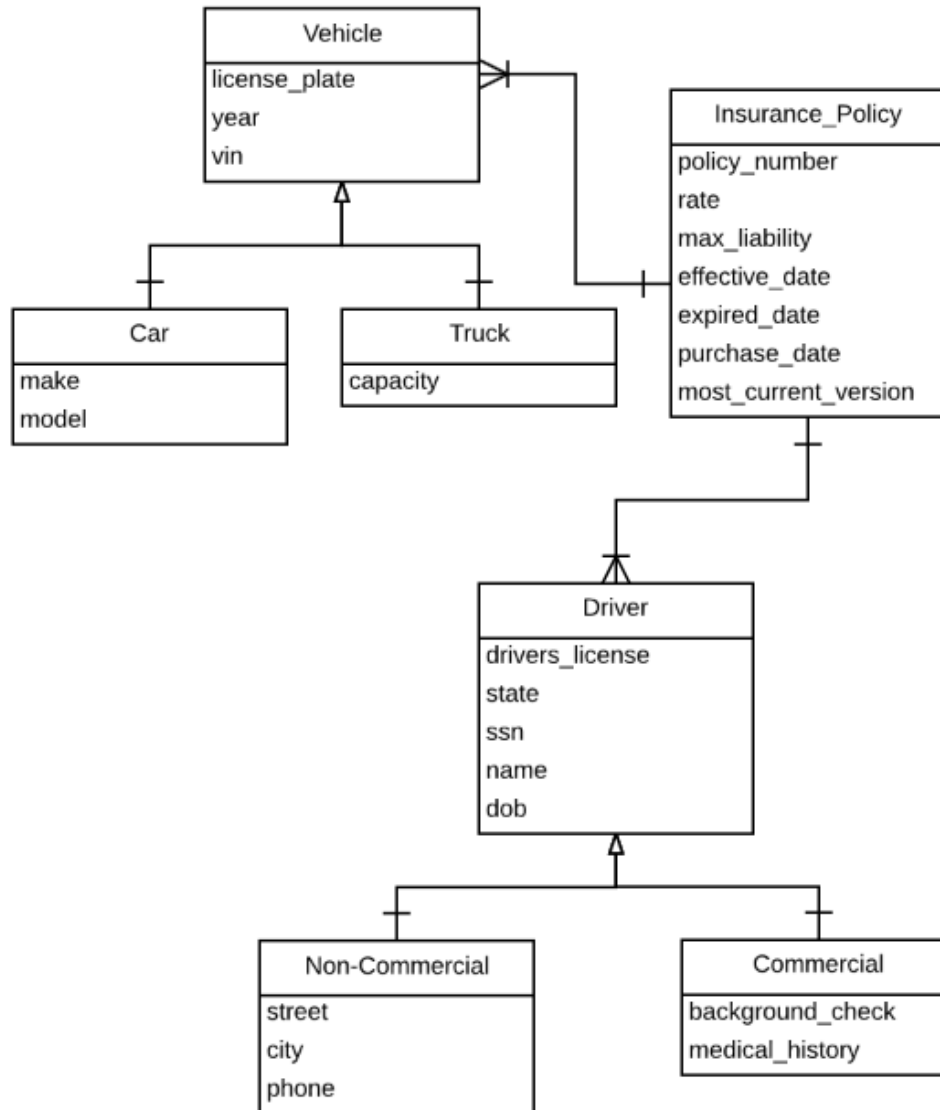 Vehicle
license_plate
year
vin
Insurance_Policy
policy_number
rate
max_liability
effective_date
expired_date
purchase_date
most_current_version
Car
make
model
Truck
capacity
Driver
drivers_license
state
ssn
name
dob
Non-Commercial
street
city
phone
Commercial
background_check
medical_history